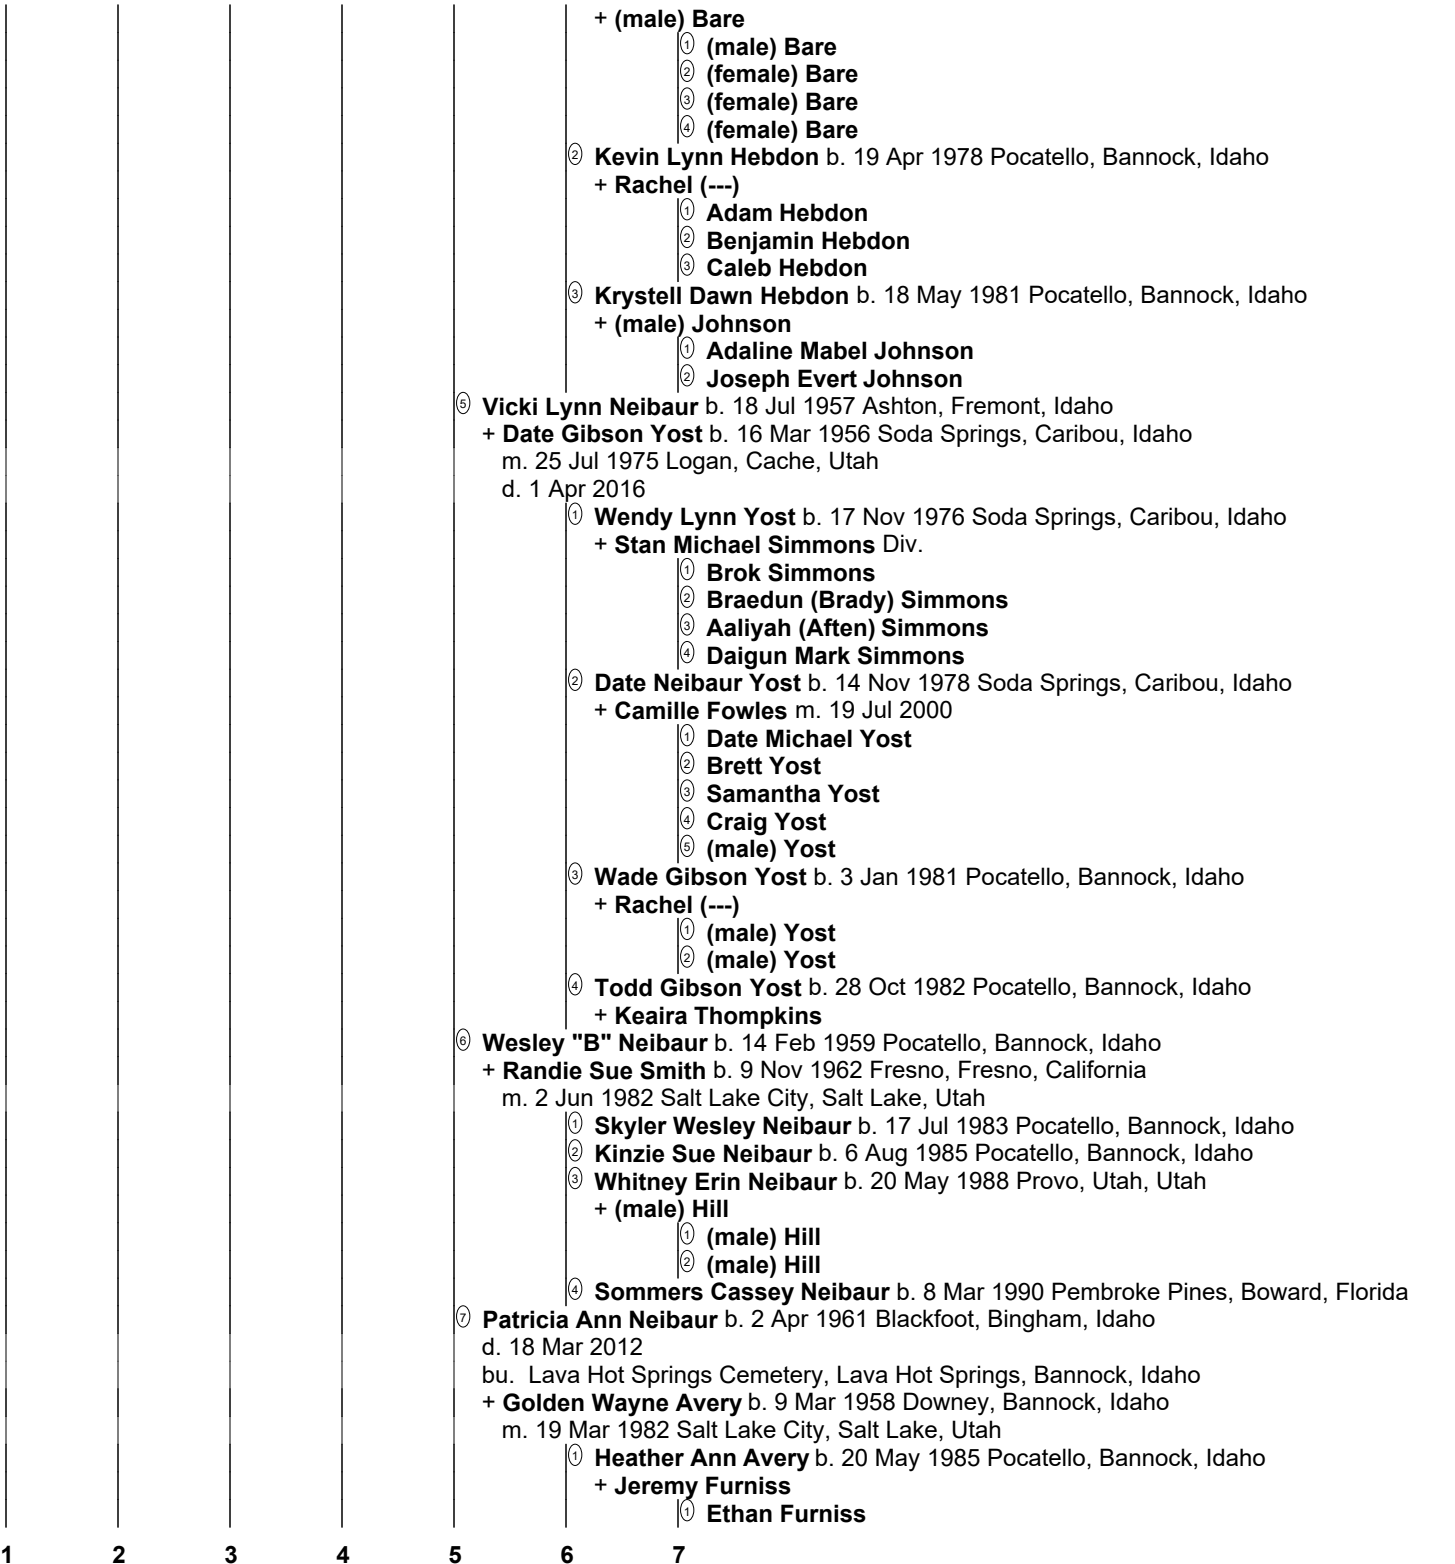 + (male) Bare
① (male) Bare
② (female) Bare
③ (female) Bare
④ (female) Bare
② Kevin Lynn Hebdon b. 19 Apr 1978 Pocatello, Bannock, Idaho
+ Rachel (---)
① Adam Hebdon
② Benjamin Hebdon
③ Caleb Hebdon
③ Krystell Dawn Hebdon b. 18 May 1981 Pocatello, Bannock, Idaho
+ (male) Johnson
① Adaline Mabel Johnson
② Joseph Evert Johnson
⑤ Vicki Lynn Neibaur b. 18 Jul 1957 Ashton, Fremont, Idaho
+ Date Gibson Yost b. 16 Mar 1956 Soda Springs, Caribou, Idaho
m. 25 Jul 1975 Logan, Cache, Utah
d. 1 Apr 2016
① Wendy Lynn Yost b. 17 Nov 1976 Soda Springs, Caribou, Idaho
+ Stan Michael Simmons Div.
① Brok Simmons
② Braedun (Brady) Simmons
③ Aaliyah (Aften) Simmons
④ Daigun Mark Simmons
② Date Neibaur Yost b. 14 Nov 1978 Soda Springs, Caribou, Idaho
+ Camille Fowles m. 19 Jul 2000
① Date Michael Yost
② Brett Yost
③ Samantha Yost
④ Craig Yost
⑤ (male) Yost
③ Wade Gibson Yost b. 3 Jan 1981 Pocatello, Bannock, Idaho
+ Rachel (---)
① (male) Yost
② (male) Yost
④ Todd Gibson Yost b. 28 Oct 1982 Pocatello, Bannock, Idaho
+ Keaira Thompkins
⑥ Wesley "B" Neibaur b. 14 Feb 1959 Pocatello, Bannock, Idaho
+ Randie Sue Smith b. 9 Nov 1962 Fresno, Fresno, California
m. 2 Jun 1982 Salt Lake City, Salt Lake, Utah
① Skyler Wesley Neibaur b. 17 Jul 1983 Pocatello, Bannock, Idaho
② Kinzie Sue Neibaur b. 6 Aug 1985 Pocatello, Bannock, Idaho
③ Whitney Erin Neibaur b. 20 May 1988 Provo, Utah, Utah
+ (male) Hill
① (male) Hill
② (male) Hill
④ Sommers Cassey Neibaur b. 8 Mar 1990 Pembroke Pines, Boward, Florida
⑦ Patricia Ann Neibaur b. 2 Apr 1961 Blackfoot, Bingham, Idaho
d. 18 Mar 2012
bu. Lava Hot Springs Cemetery, Lava Hot Springs, Bannock, Idaho
+ Golden Wayne Avery b. 9 Mar 1958 Downey, Bannock, Idaho
m. 19 Mar 1982 Salt Lake City, Salt Lake, Utah
① Heather Ann Avery b. 20 May 1985 Pocatello, Bannock, Idaho
+ Jeremy Furniss
① Ethan Furniss
1 2 3 4 5 6 7